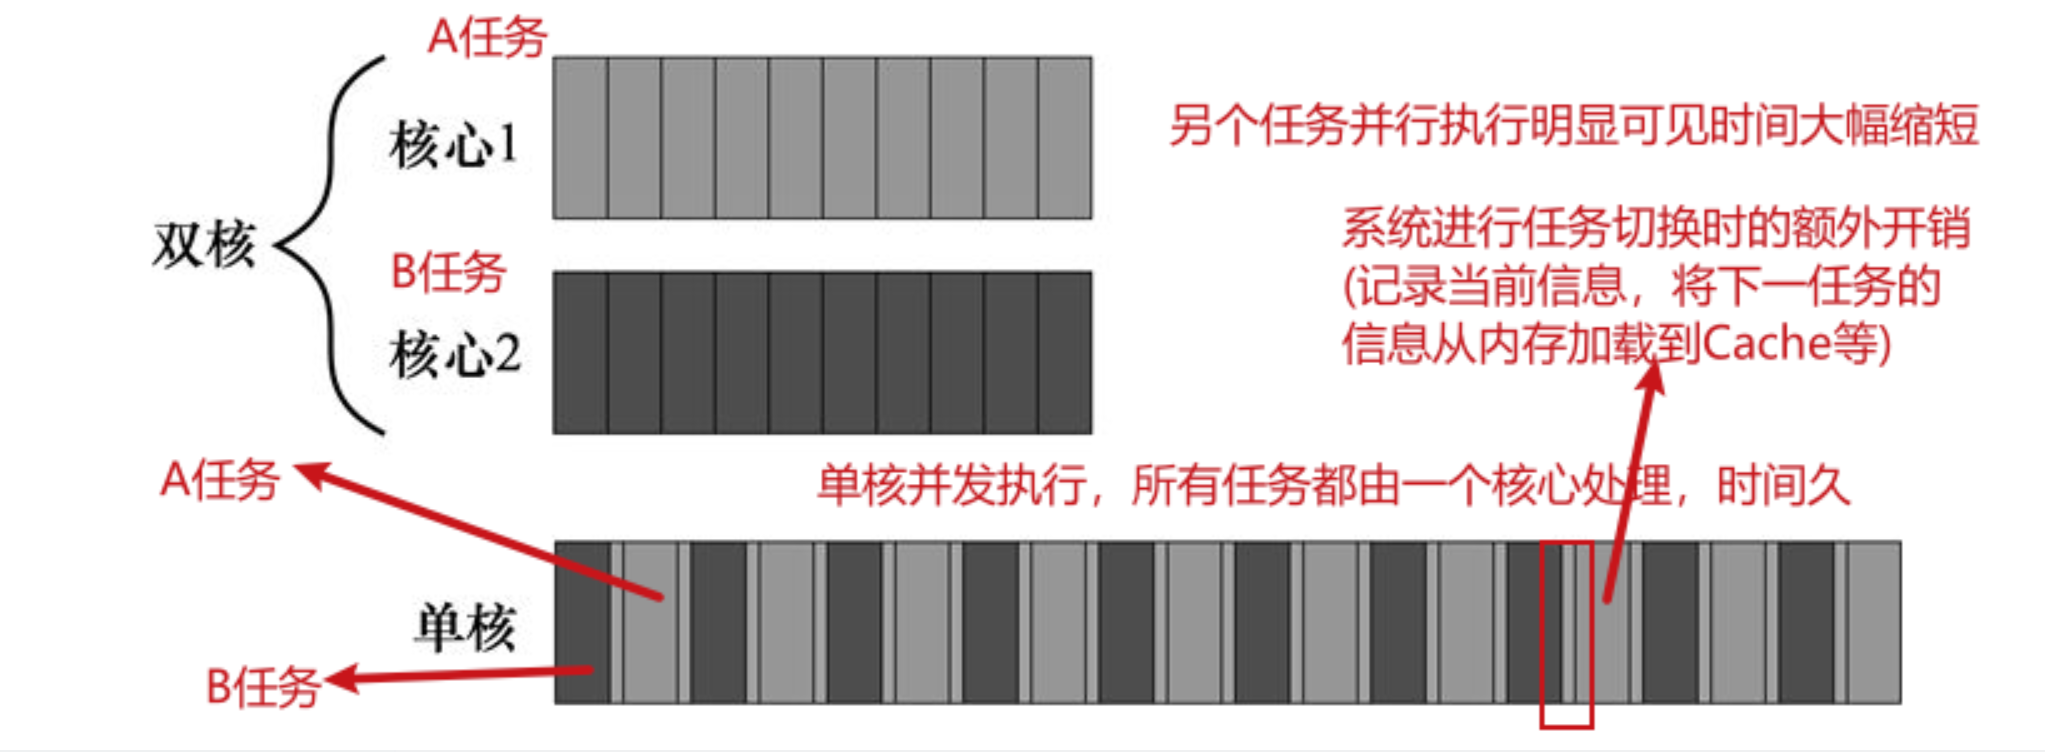 A任务
核心1
另个任务并行执行明显可见时间大幅缩短
双核
系统进行任务切换时的额外开销
(记录当前信息，将下一任务的
信息从内存加载到Cache等)
B任务
核心2
A任务
单核并发执行，所有任务都由一个核心处理，时间久
单核
B任务